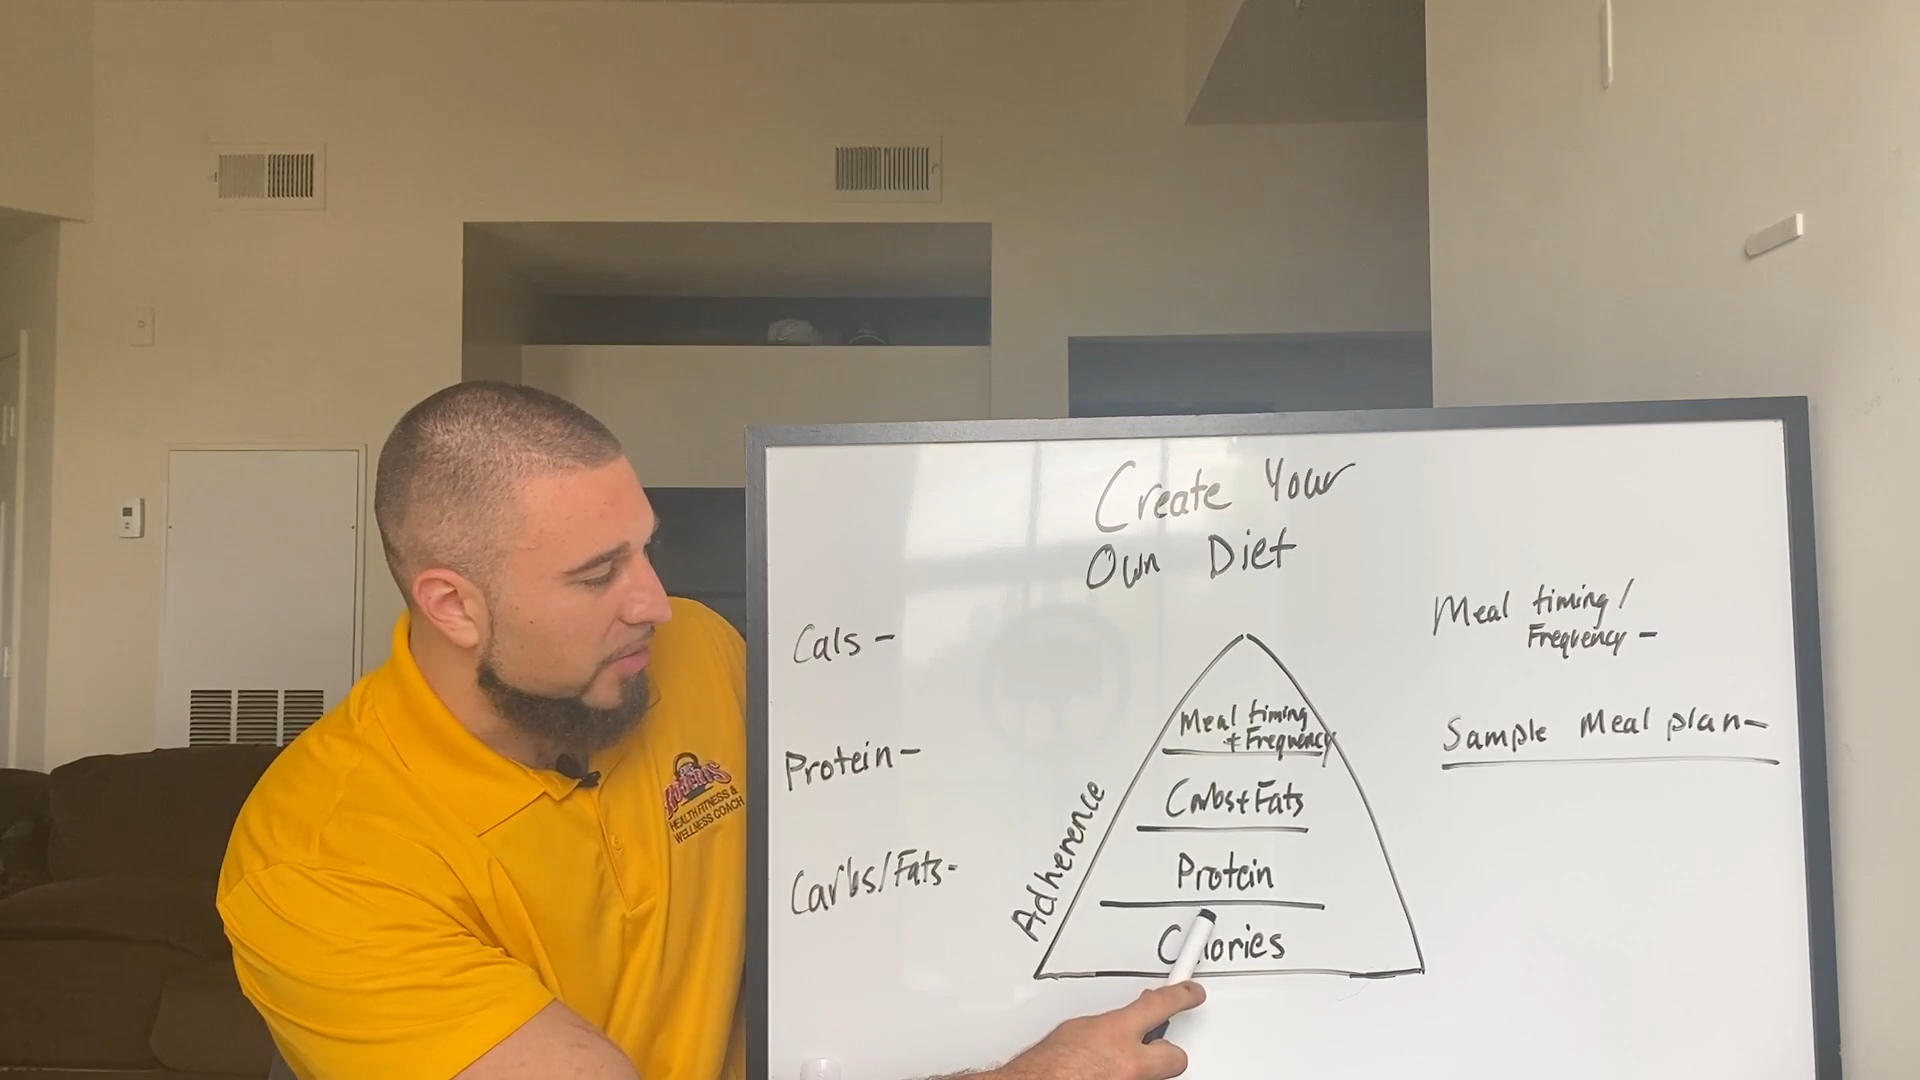 Create Your
Own Diet
Cals -
Protein -
Carbs/Fats-
Adherence
Meal timing
+ Frequency
Carbs+Fats
Protein
Calories
Meal timing/
Frequency -
Sample Meal plan-
HEALTH FITNESS &
WELLNESS COACH